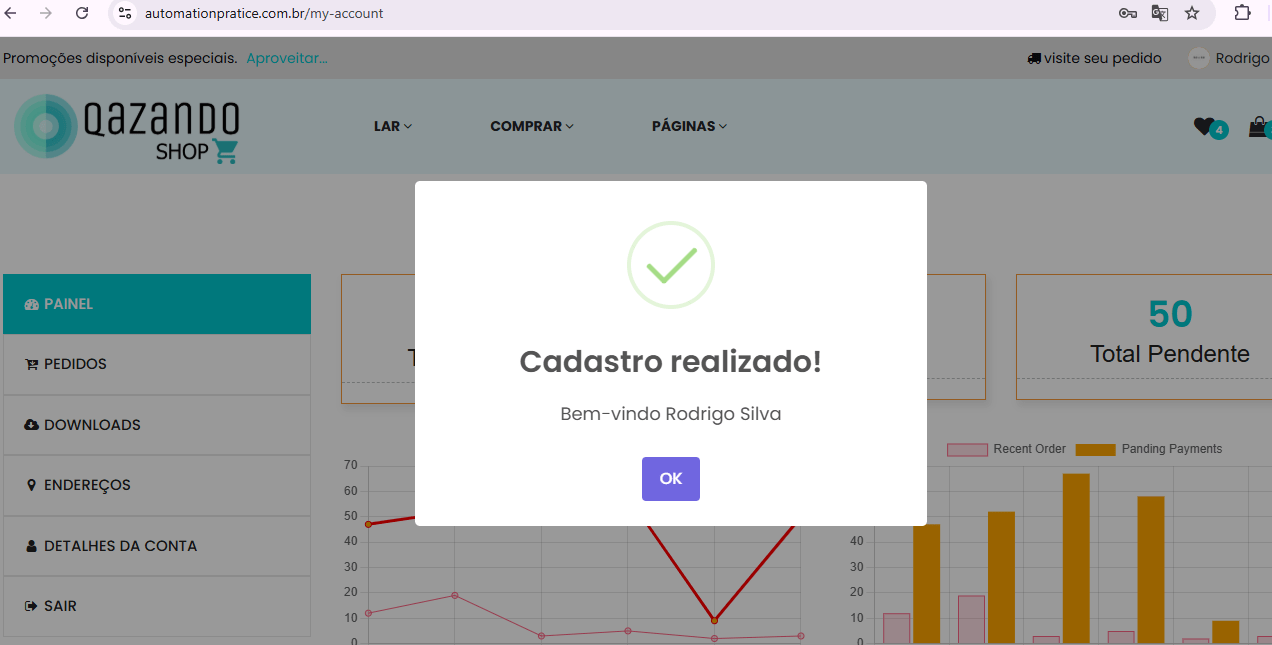 automationpratice.com.br/my-account
Promoções disponíveis especiais. Aproveitar...
visite seu pedido
Rodrigo
Qazando
SHOP
LAR
COMPRAR
PÁGINAS
4
PAINEL
PEDIDOS
DOWNLOADS
ENDEREÇOS
DETALHES DA CONTA
SAIR
50
Total Pendente
Cadastro realizado!
Bem-vindo Rodrigo Silva
OK
70
60
50
40
30
20
10
0
Recent Order
Panding Payments
40
30
20
10
0